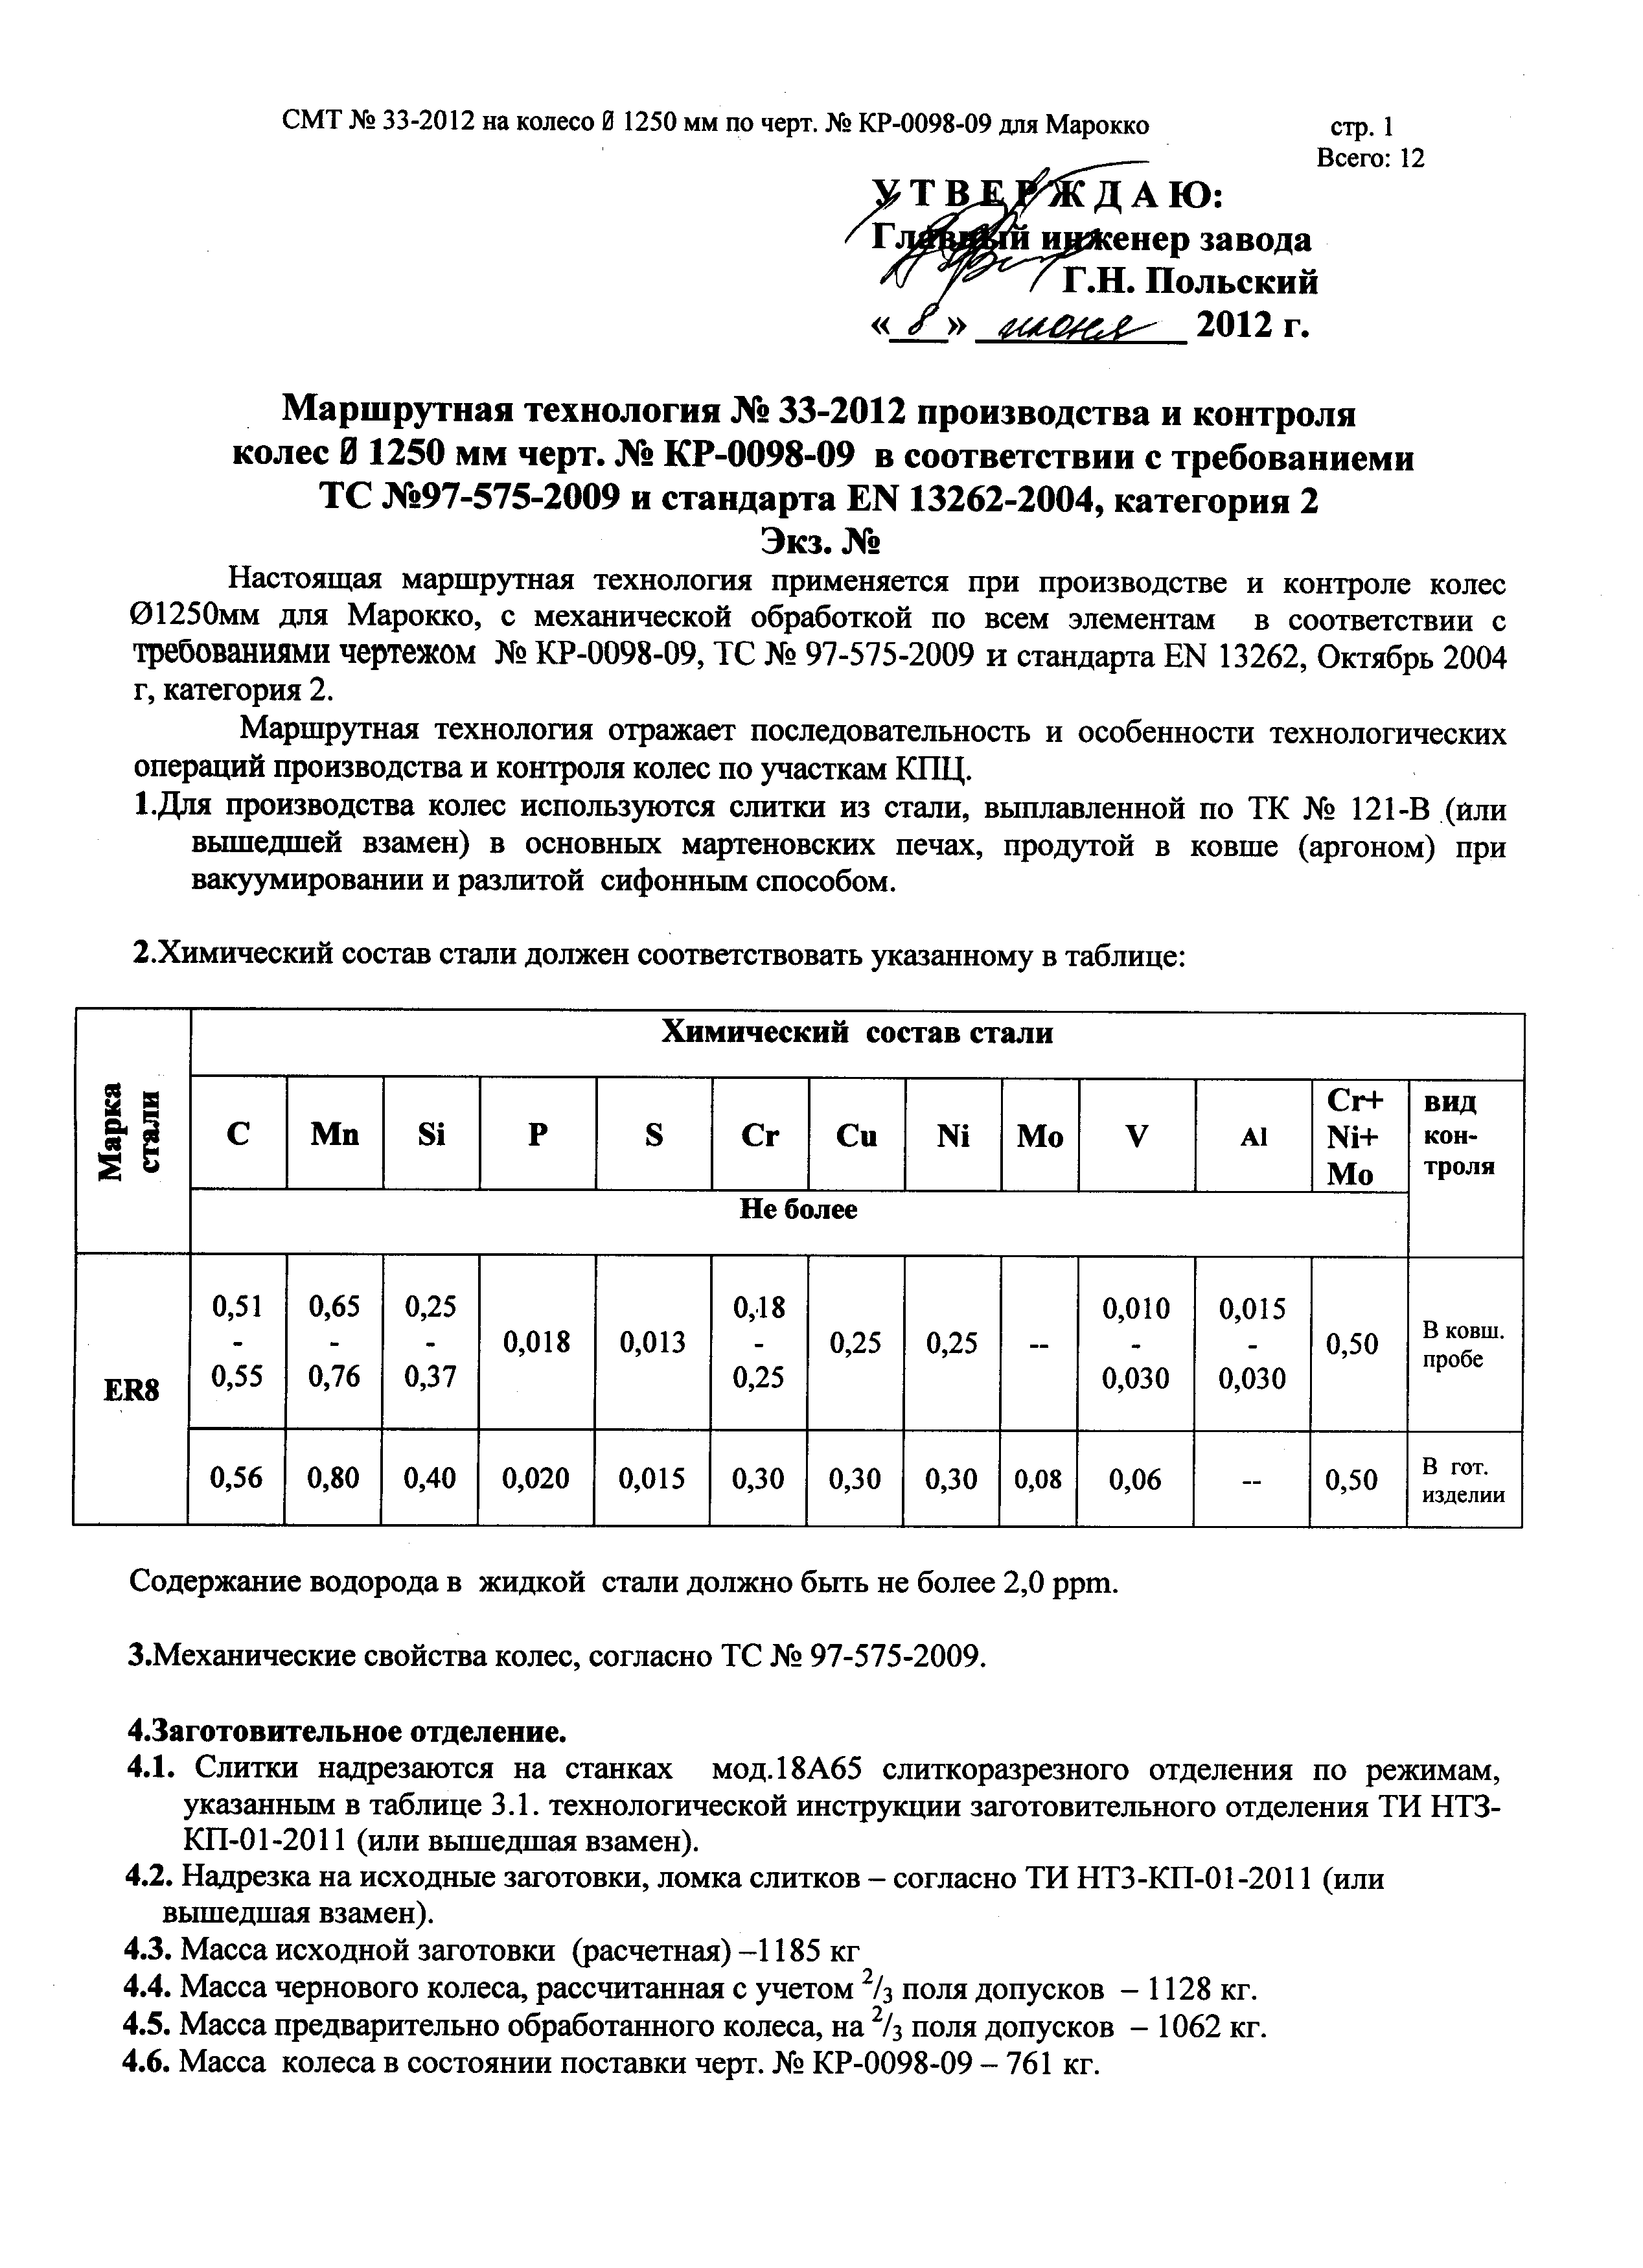 СМТ № 33-2012 на колесо Ø 1250 мм по черт. № КР-0098-09 для Марокко стр. 1
Всего: 12
У Т В Е Р Ж Д А Ю:
Главный инженер завода
Г.Н. Польский
«8» июня 2012 г.
Маршрутная технология № 33-2012 производства и контроля
колес Ø 1250 мм черт. № КР-0098-09 в соответствии с требованиеми
ТС №97-575-2009 и стандарта EN 13262-2004, категория 2
Экз. №
Настоящая маршрутная технология применяется при производстве и контроле колес
Ø1250мм для Марокко, с механической обработкой по всем элементам в соответствии с
требованиями чертежом № КР-0098-09, ТС № 97-575-2009 и стандарта EN 13262, Октябрь 2004
г, категория 2.
Маршрутная технология отражает последовательность и особенности технологических
операций производства и контроля колес по участкам КПЦ.
1.Для производства колес используются слитки из стали, выплавленной по ТК № 121-В (или
вышедшей взамен) в основных мартеновских печах, продутой в ковше (аргоном) при
вакуумировании и разлитой сифонным способом.
2.Химический состав стали должен соответствовать указанному в таблице:
Марка стали
Химический состав стали
C Mn Si P S Cr Cu Ni Mo V Al Cr+ Ni+ Mo вид кон- троля
Не более
ER8
0,51 - 0,55 0,65 - 0,76 0,25 - 0,37 0,018 0,013 0,18 - 0,25 0,25 0,25 -- 0,010 - 0,030 0,015 - 0,030 0,50 В ковш. пробе
0,56 0,80 0,40 0,020 0,015 0,30 0,30 0,30 0,08 0,06 -- 0,50 В гот. изделии
Содержание водорода в жидкой стали должно быть не более 2,0 ppm.
3.Механические свойства колес, согласно ТС № 97-575-2009.
4.Заготовительное отделение.
4.1. Слитки надрезаются на станках мод.18А65 слиткоразрезного отделения по режимам,
указанным в таблице 3.1. технологической инструкции заготовительного отделения ТИ НТЗ-
КП-01-2011 (или вышедшая взамен).
4.2. Надрезка на исходные заготовки, ломка слитков – согласно ТИ НТЗ-КП-01-2011 (или
вышедшая взамен).
4.3. Масса исходной заготовки (расчетная) –1185 кг
4.4. Масса чернового колеса, рассчитанная с учетом 2/3 поля допусков – 1128 кг.
4.5. Масса предварительно обработанного колеса, на 2/3 поля допусков – 1062 кг.
4.6. Масса колеса в состоянии поставки черт. № КР-0098-09 – 761 кг.